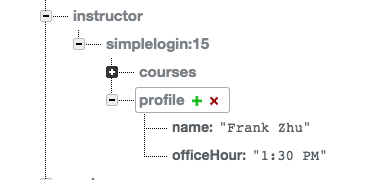 instructor
simplelogin:15
courses
profile
name: "Frank Zhu"
officeHour: "1:30 PM"